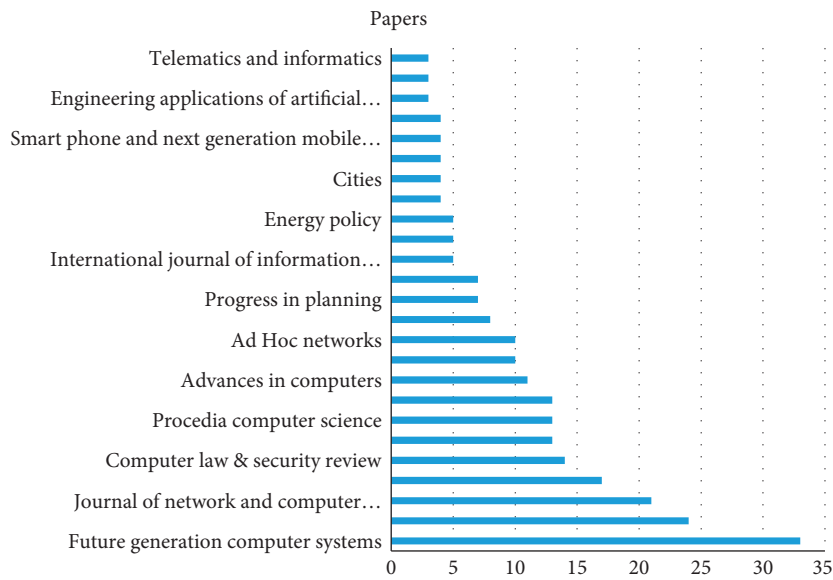 Papers
Telematics and informatics
Engineering applications of artificial…
Smart phone and next generation mobile…
Cities
Energy policy
International journal of information…
Progress in planning
Ad Hoc networks
Advances in computers
Procedia computer science
Computer law & security review
Journal of network and computer…
Future generation computer systems
0 5 10 15 20 25 30 35